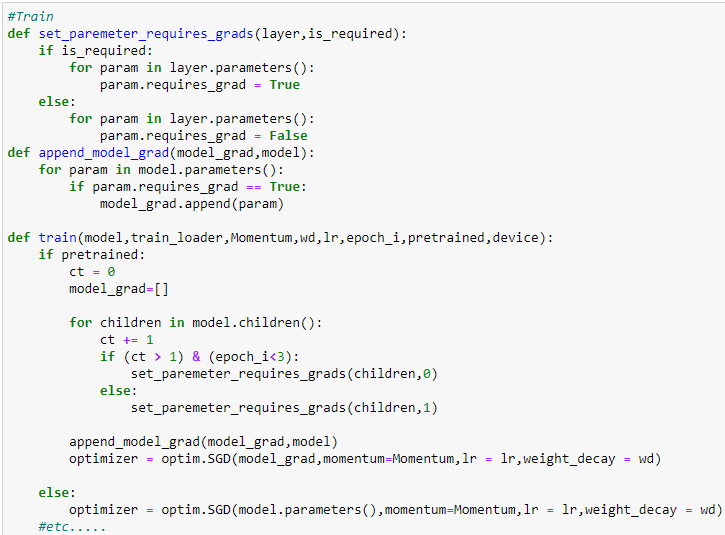 #Train
def set_paremeter_requires_grads(layer,is_required):
    if is_required:
        for param in layer.parameters():
            param.requires_grad = True
    else:
        for param in layer.parameters():
            param.requires_grad = False
def append_model_grad(model_grad,model):
    for param in model.parameters():
        if param.requires_grad == True:
            model_grad.append(param)

def train(model,train_loader,Momentum,wd,lr,epoch_i,pretrained,device):
    if pretrained:
        ct = 0
        model_grad=[]

        for children in model.children():
            ct += 1
            if (ct > 1) & (epoch_i<3):
                set_paremeter_requires_grads(children,0)
            else:
                set_paremeter_requires_grads(children,1)

        append_model_grad(model_grad,model)
        optimizer = optim.SGD(model_grad,momentum=Momentum,lr = lr,weight_decay = wd)

    else:
        optimizer = optim.SGD(model.parameters(),momentum=Momentum,lr = lr,weight_decay = wd)
    #etc.....